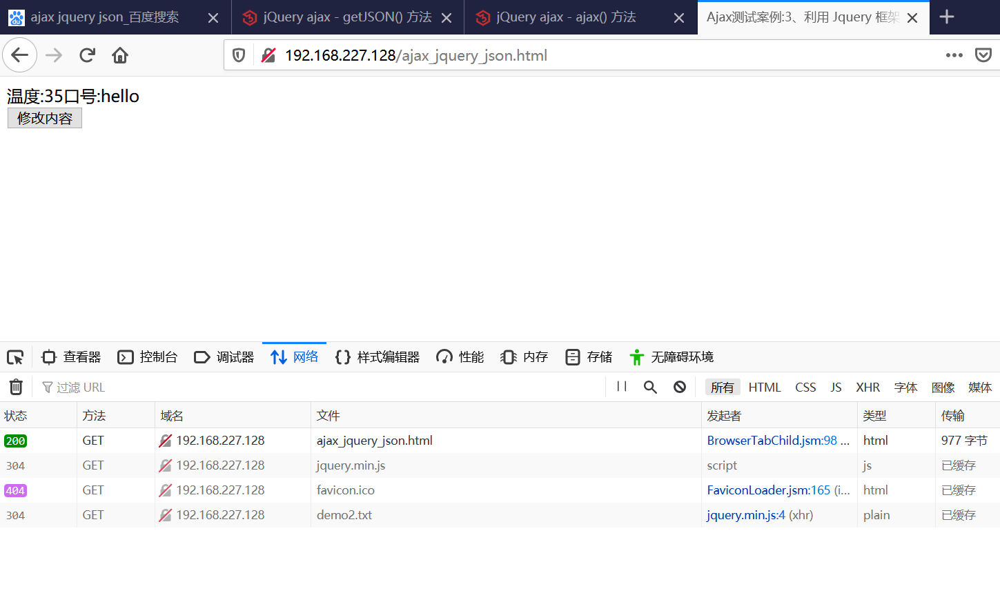 ajax jquery json_百度搜索
jQuery ajax - getJSON() 方法
jQuery ajax - ajax() 方法
Ajax测试案例:3、利用 Jquery 框架
192.168.227.128/ajax_jquery_json.html
温度:35口号:hello
修改内容
查看器 控制台 调试器 网络 样式编辑器 性能 内存 存储 无障碍环境
过滤 URL 所有 HTML CSS JS XHR 字体 图像 媒体
状态 方法 域名 文件 发起者 类型 传输
200 GET 192.168.227.128 ajax_jquery_json.html BrowserTabChild.jsm:98 ... html 977 字节
304 GET 192.168.227.128 jquery.min.js script js 已缓存
404 GET 192.168.227.128 favicon.ico FaviconLoader.jsm:165 (i... html 已缓存
304 GET 192.168.227.128 demo2.txt jquery.min.js:4 (xhr) plain 已缓存